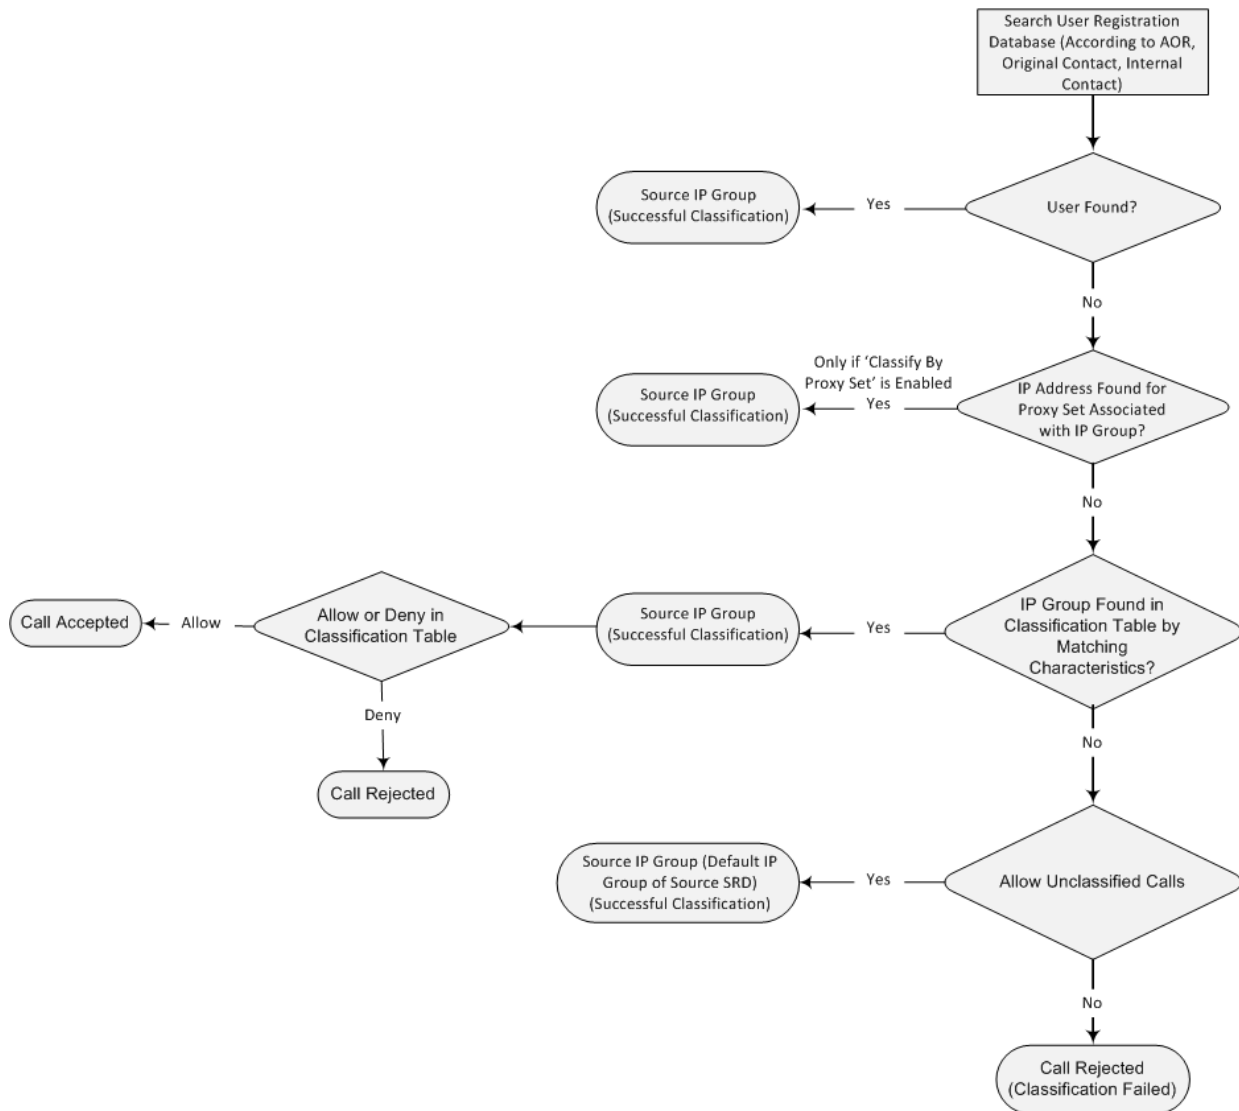 Search User Registration
Database (According to AOR,
Original Contact, Internal
Contact)
Source IP Group
(Successful Classification)
Yes
User Found?
No
Only if ‘Classify By
Proxy Set’ is Enabled
Source IP Group
(Successful Classification)
Yes
IP Address Found for
Proxy Set Associated
with IP Group?
No
Call Accepted
Allow
Allow or Deny in
Classification Table
Source IP Group
(Successful Classification)
Yes
IP Group Found in
Classification Table by
Matching
Characteristics?
Deny
No
Call Rejected
Source IP Group (Default IP
Group of Source SRD)
(Successful Classification)
Yes
Allow Unclassified Calls
No
Call Rejected
(Classification Failed)